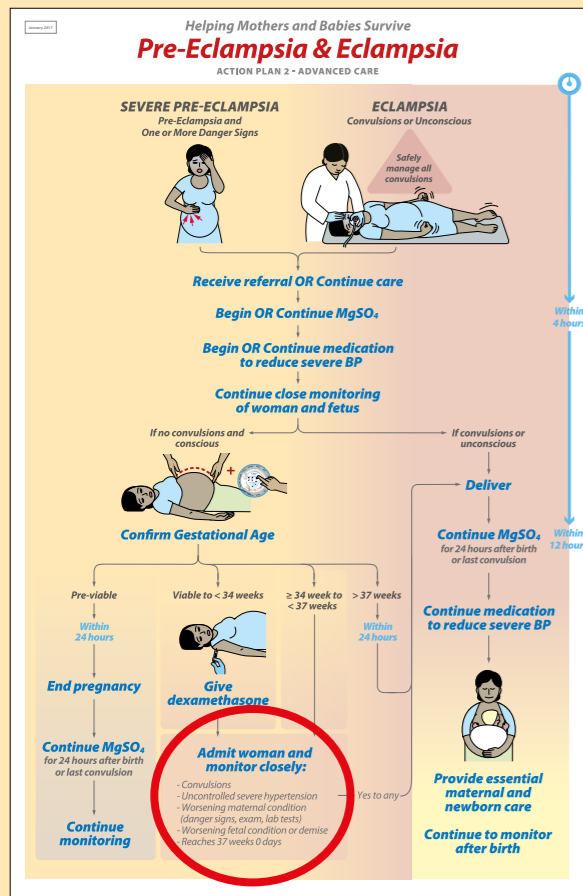 January 2017
Helping Mothers and Babies Survive
Pre-Eclampsia & Eclampsia
ACTION PLAN 2 • ADVANCED CARE
SEVERE PRE-ECLAMPSIA
Pre-Eclampsia and
One or More Danger Signs
ECLAMPSIA
Convulsions or Unconscious
Safely
manage all
convulsions
Receive referral OR Continue care
Begin OR Continue MgSO₄
Within
4 hours
Begin OR Continue medication
to reduce severe BP
Continue close monitoring
of woman and fetus
If no convulsions and
conscious
If convulsions or
unconscious
+
Deliver
Confirm Gestational Age
Continue MgSO₄
for 24 hours after birth
or last convulsion
Within
12 hours
Pre-viable
Viable to < 34 weeks
≥ 34 week to
< 37 weeks
> 37 weeks
Within
24 hours
Within
24 hours
Continue medication
to reduce severe BP
End pregnancy
Give
dexamethasone
Continue MgSO₄
for 24 hours after birth
or last convulsion
Continue
monitoring
Admit woman and
monitor closely:
- Convulsions
- Uncontrolled severe hypertension
- Worsening maternal condition
(danger signs, exam, lab tests)
- Worsening fetal condition or demise
- Reaches 37 weeks 0 days
Yes to any
Provide essential
maternal and
newborn care
Continue to monitor
after birth